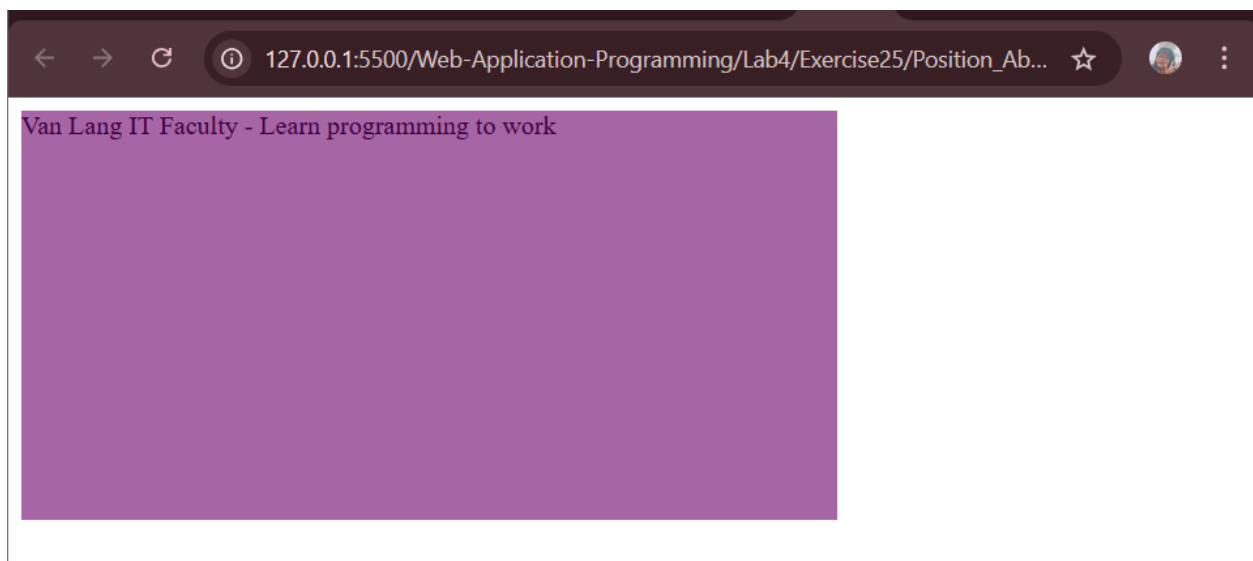 127.0.0.1:5500/Web-Application-Programming/Lab4/Exercise25/Position_Ab...
Van Lang IT Faculty - Learn programming to work